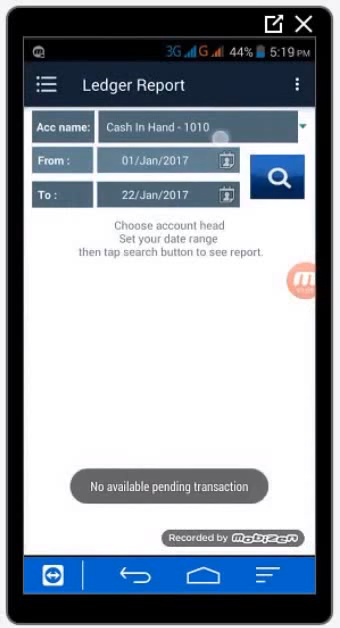 3G G 44% 5:19 PM
Ledger Report
Acc name: Cash In Hand - 1010
From : 01/Jan/2017
To : 22/Jan/2017
Choose account head
Set your date range
then tap search button to see report.
No available pending transaction
Recorded by mobizen